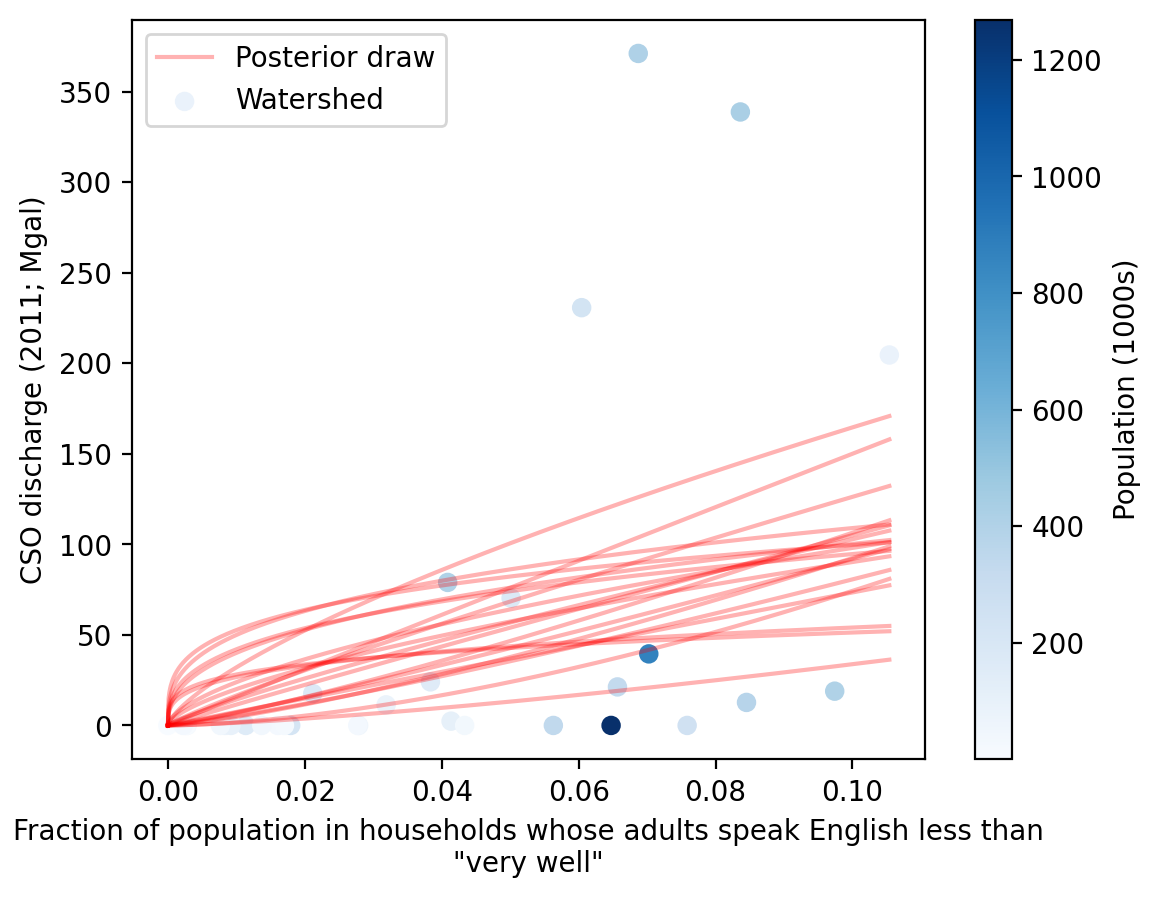 Posterior draw
Watershed
350
300
250
200
150
100
50
0
CSO discharge (2011; Mgal)
0.00 0.02 0.04 0.06 0.08 0.10
Fraction of population in households whose adults speak English less than
"very well"
1200
1000
800
600
400
200
Population (1000s)